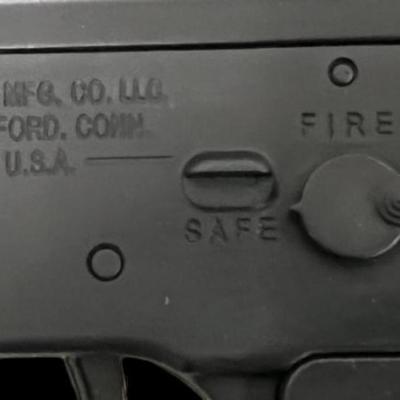 MFG. CO. LLC.
FORD. CONN.
U.S.A.
FIRE
SAFE